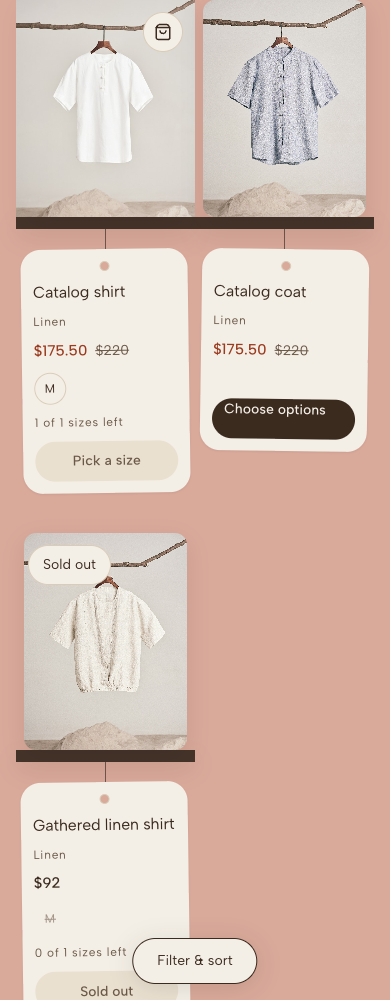 Catalog shirt
Linen
$175.50 $220
M
1 of 1 sizes left
Pick a size
Catalog coat
Linen
$175.50 $220
Choose options
Sold out
Gathered linen shirt
Linen
$92
M
0 of 1 sizes left
Sold out
Filter & sort